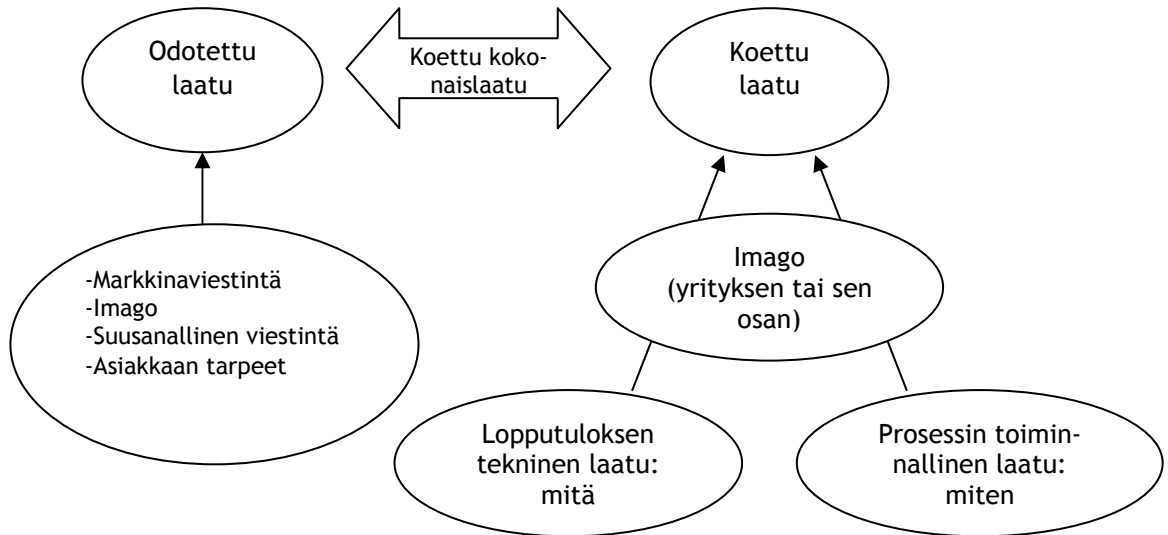 Odotettu
laatu
Koettu koko-
naislaatu
Koettu
laatu
-Markkinaviestintä
-Imago
-Suusanallinen viestintä
-Asiakkaan tarpeet
Imago
(yrityksen tai sen
osan)
Lopputuloksen
tekninen laatu:
mitä
Prosessin toimin-
nallinen laatu:
miten